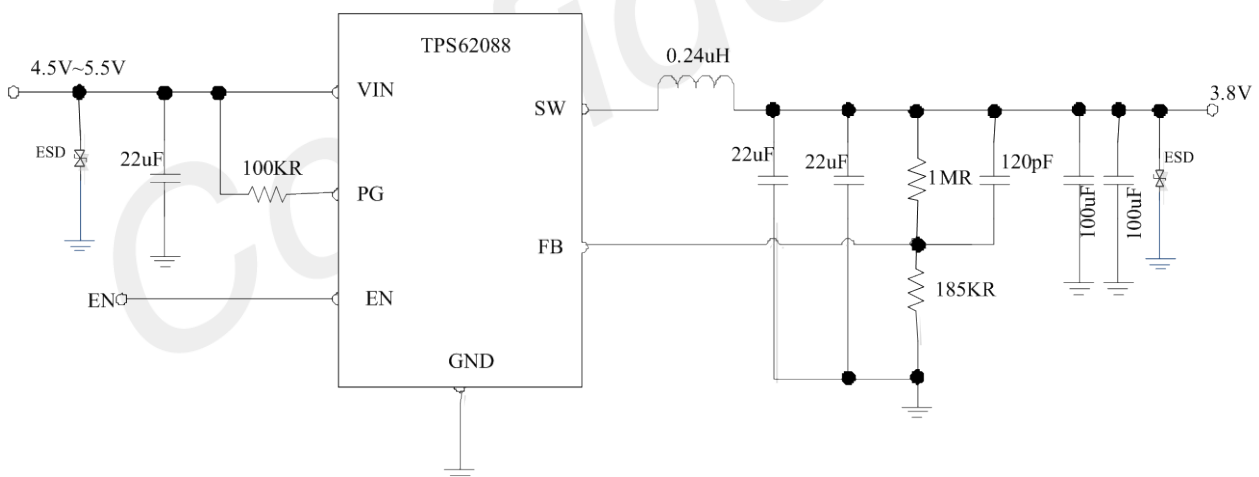 TPS62088
4.5V~5.5V
0.24uH
3.8V
VIN
SW
ESD
22uF
100KR
PG
22uF
22uF
1MR
120pF
100uF
100uF
ESD
FB
EN
EN
185KR
GND